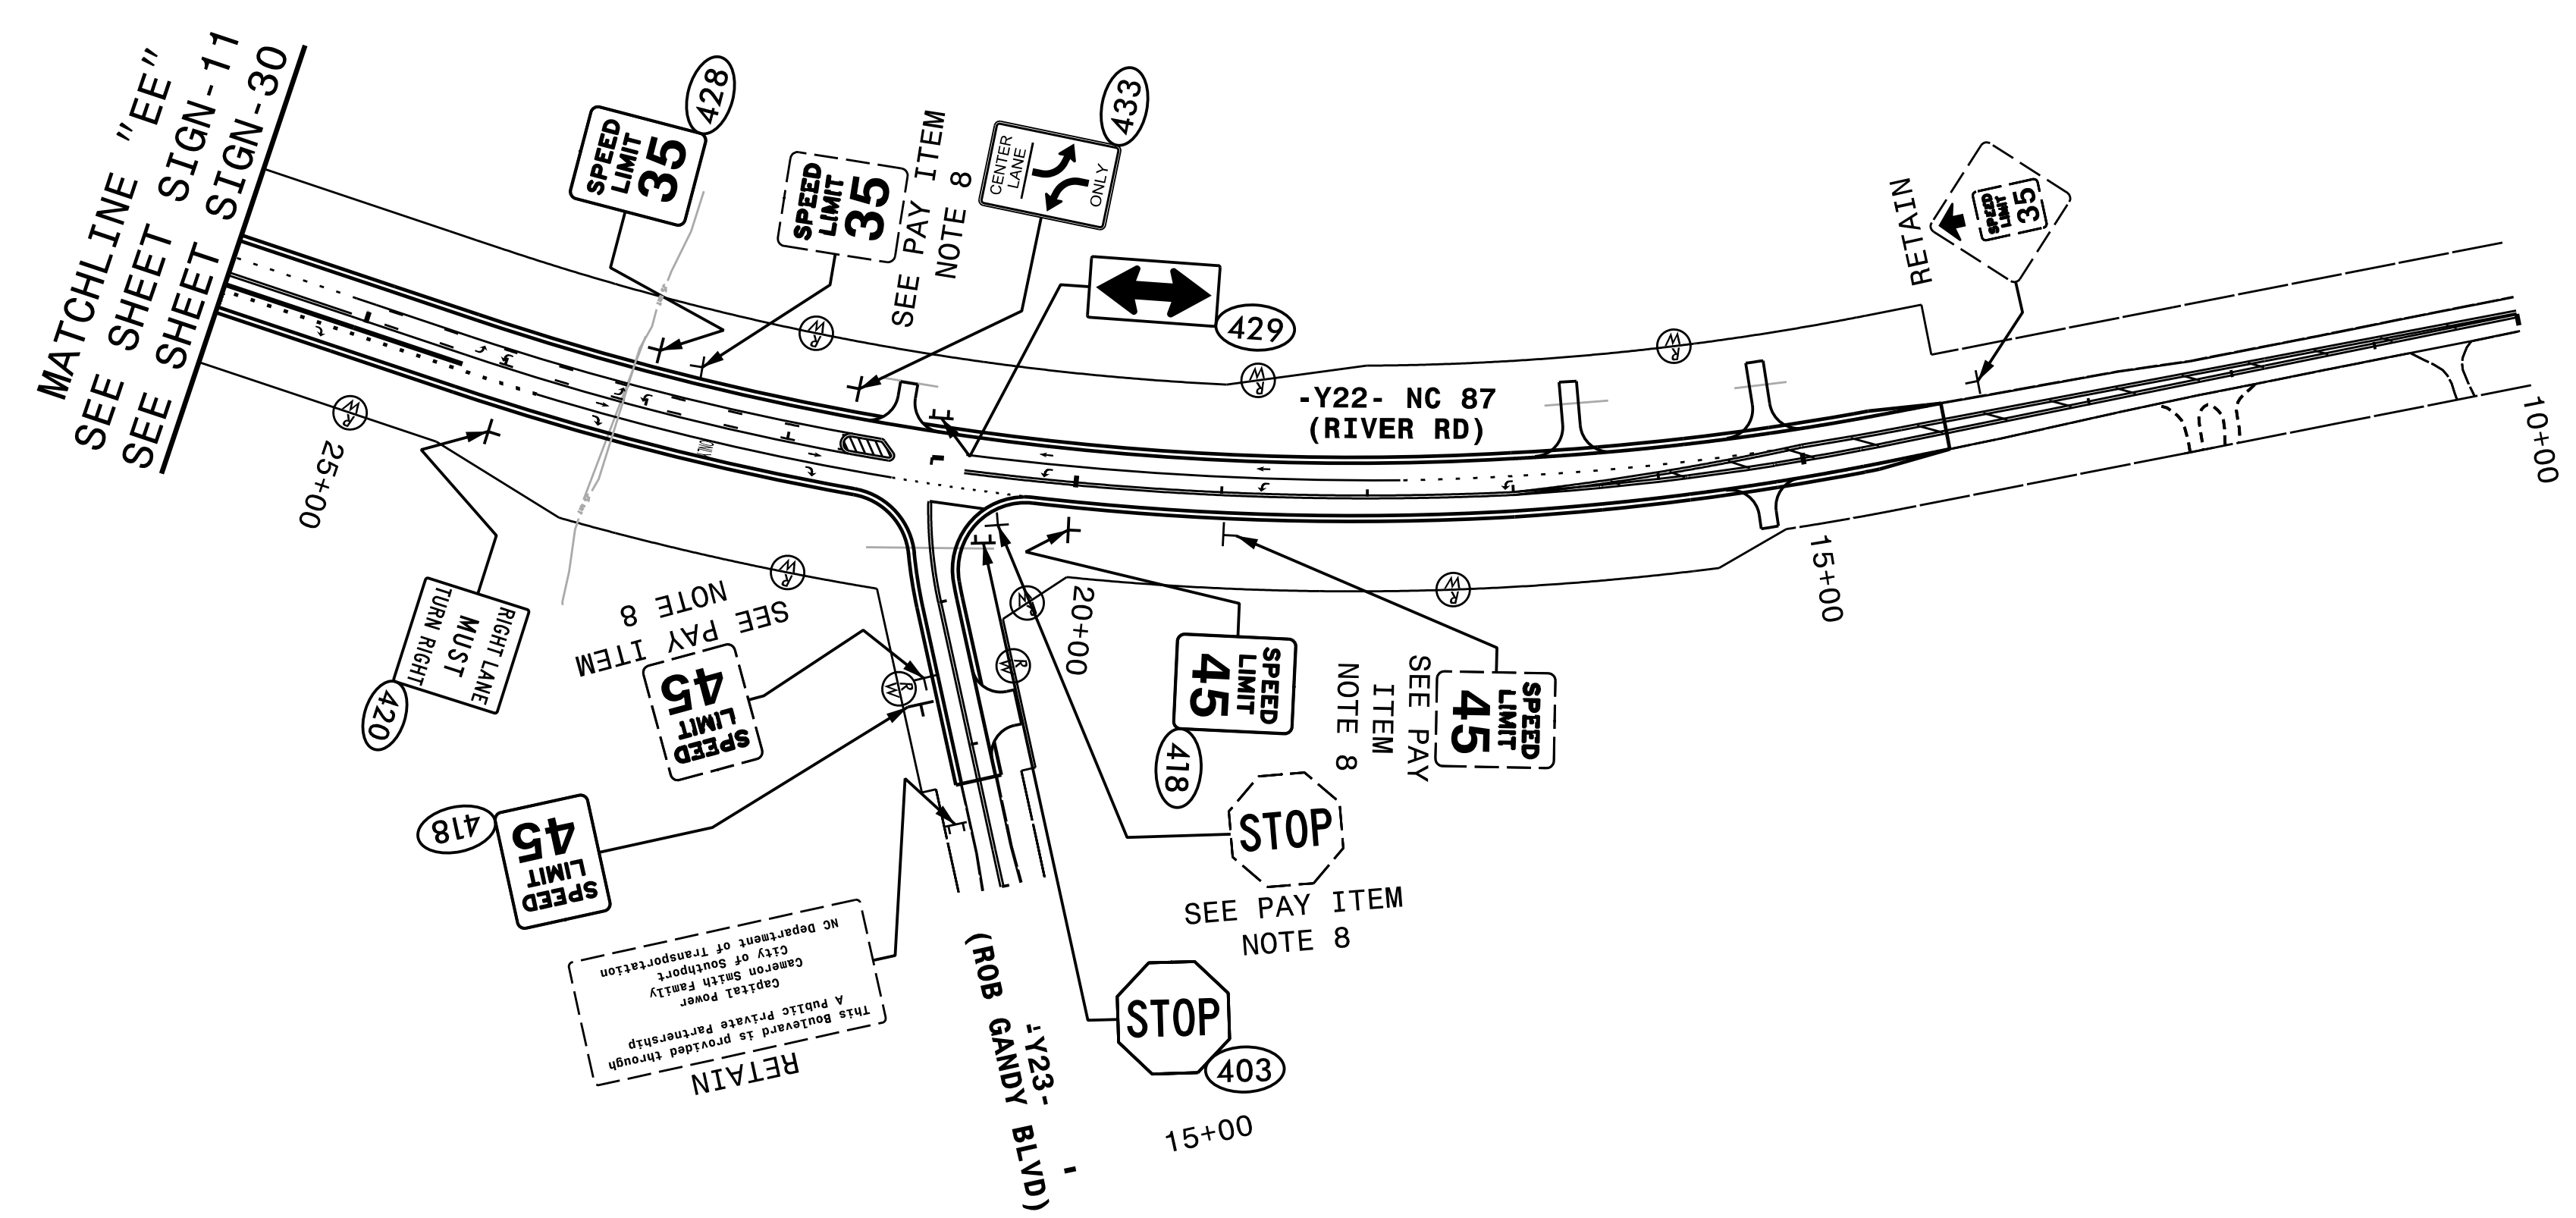 MATCHLINE "EE"
SEE SHEET SIGN-11
SEE SHEET SIGN-30
SPEED
LIMIT
35
428
SPEED
LIMIT
35
SEE PAY ITEM
NOTE 8
CENTER
LANE
ONLY
433
429
RETAIN
SPEED
LIMIT
35
-Y22- NC 87
(RIVER RD)
R
W
R
W
R
W
R
W
R
W
R
W
R
W
R
W
R
W
25+00
20+00
15+00
10+00
ONLY
RIGHT LANE
MUST
TURN RIGHT
420
SEE PAY ITEM
NOTE 8
SPEED
LIMIT
45
SPEED
LIMIT
45
418
SPEED
LIMIT
45
418
SEE PAY
ITEM
NOTE 8
SPEED
LIMIT
45
STOP
SEE PAY ITEM
NOTE 8
STOP
403
This Boulevard is provided through
A Public Private Partnership
Capital Power
Cameron Smith Family
City of Southport
NC Department of Transportation
RETAIN
-Y23-
(ROB GANDY BLVD)
15+00